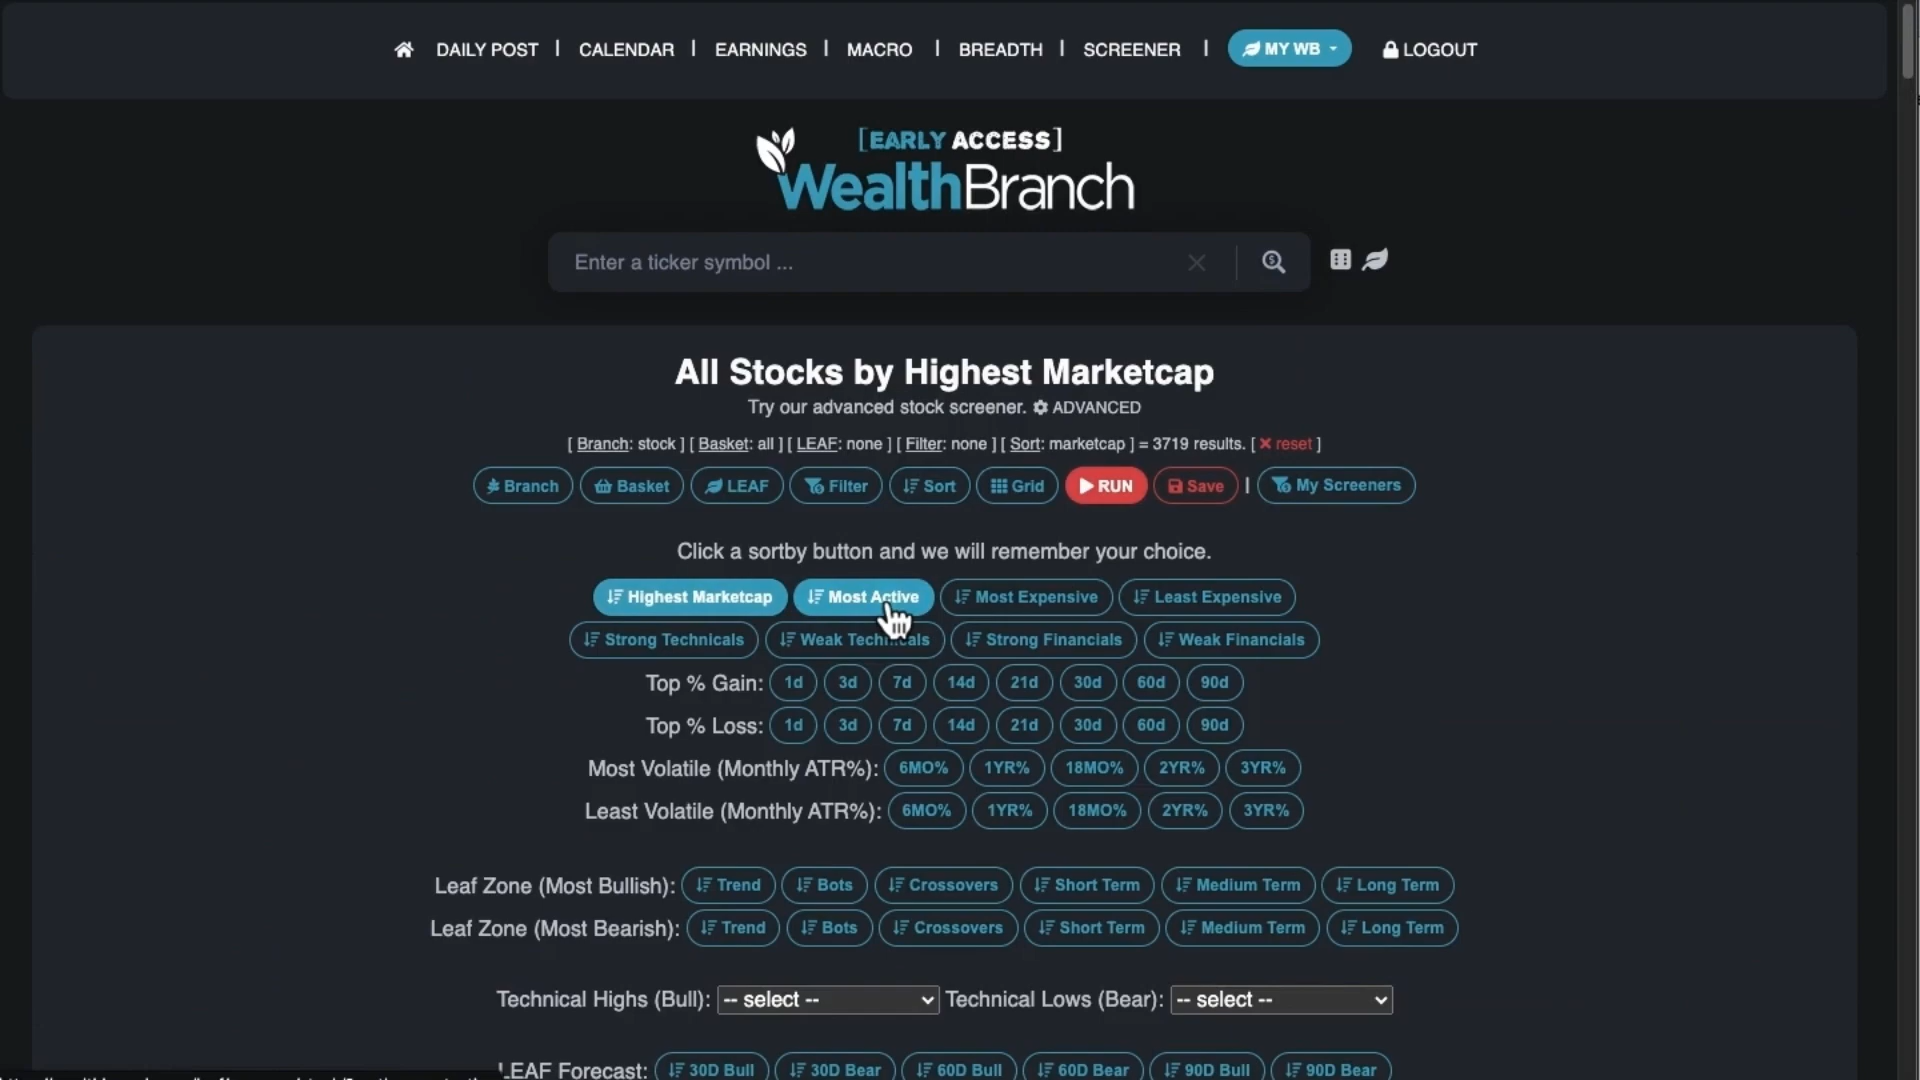 DAILY POST | CALENDAR | EARNINGS | MACRO | BREADTH | SCREENER | MY WB LOGOUT
[EARLY ACCESS]
WealthBranch
Enter a ticker symbol ...
All Stocks by Highest Marketcap
Try our advanced stock screener. ADVANCED
[ Branch: stock ] [ Basket: all ] [ LEAF: none ] [ Filter: none ] [ Sort: marketcap ] = 3719 results. [ × reset ]
Branch Basket LEAF Filter Sort Grid RUN Save | My Screeners
Click a sortby button and we will remember your choice.
Highest Marketcap Most Active Most Expensive Least Expensive
Strong Technicals Weak Technicals Strong Financials Weak Financials
Top % Gain: 1d 3d 7d 14d 21d 30d 60d 90d
Top % Loss: 1d 3d 7d 14d 21d 30d 60d 90d
Most Volatile (Monthly ATR%): 6MO% 1YR% 18MO% 2YR% 3YR%
Least Volatile (Monthly ATR%): 6MO% 1YR% 18MO% 2YR% 3YR%
Leaf Zone (Most Bullish): Trend Bots Crossovers Short Term Medium Term Long Term
Leaf Zone (Most Bearish): Trend Bots Crossovers Short Term Medium Term Long Term
Technical Highs (Bull): -- select -- Technical Lows (Bear): -- select --
LEAF Forecast: 30D Bull 30D Bear 60D Bull 60D Bear 90D Bull 90D Bear